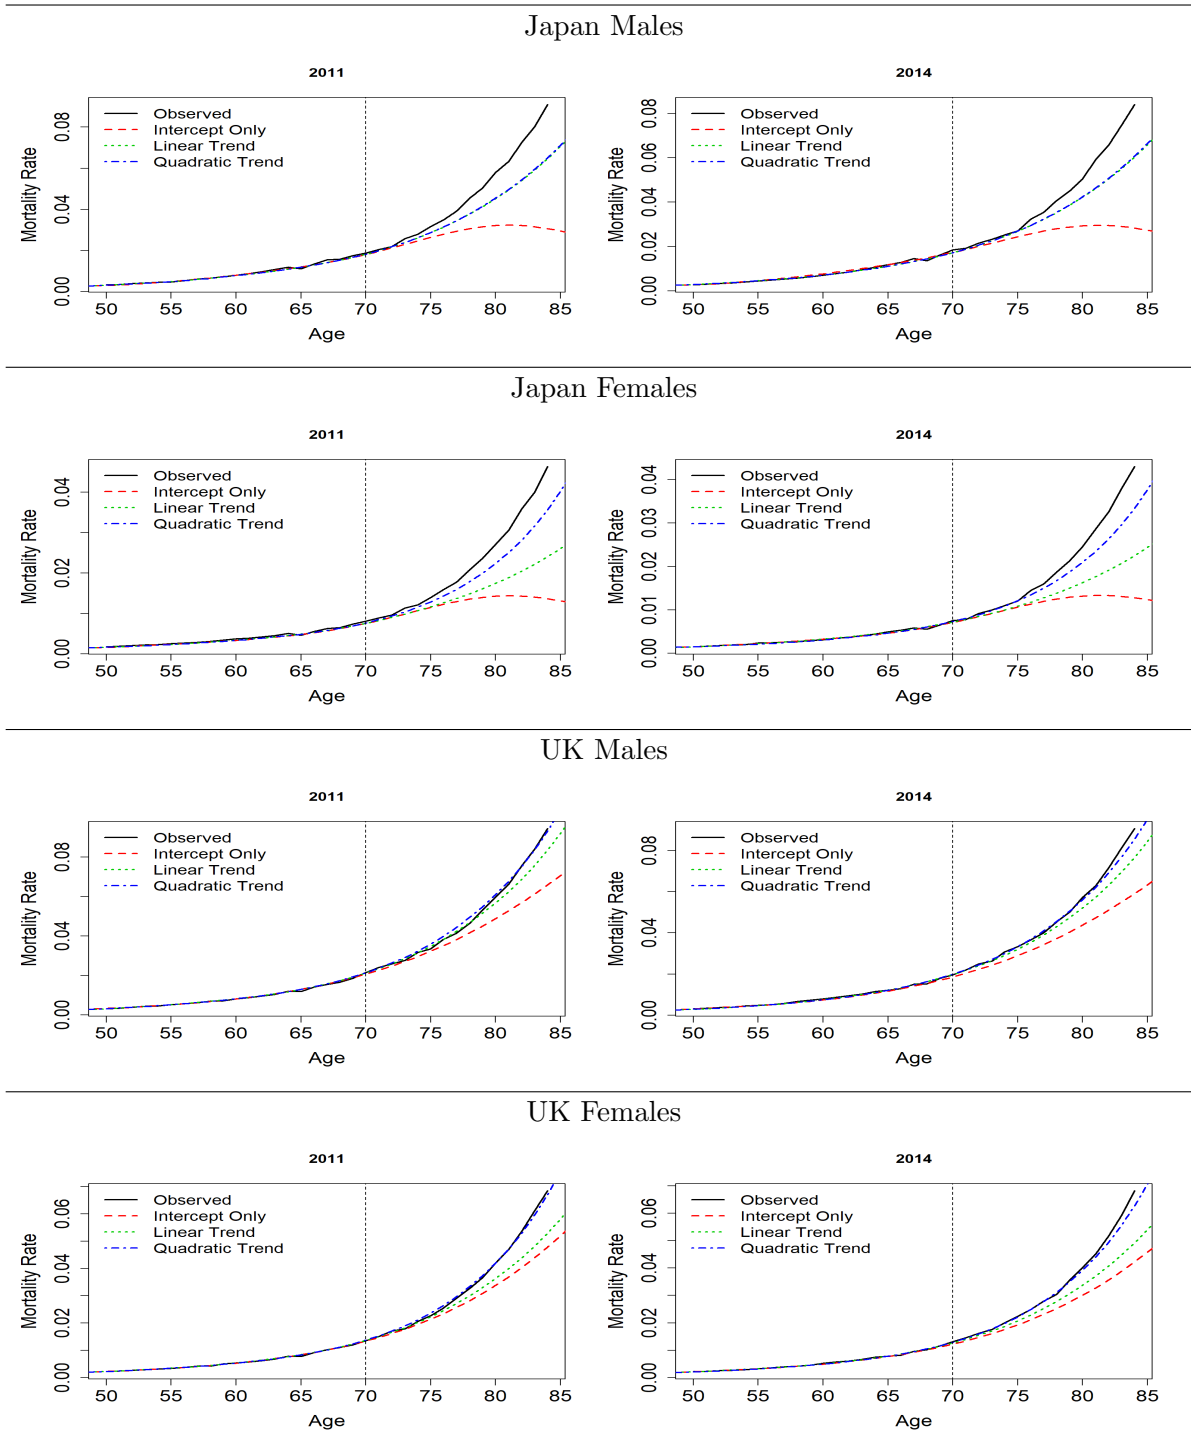 Japan Males
2011
Observed
Intercept Only
Linear Trend
Quadratic Trend
Mortality Rate
0.00 0.04 0.08
50 55 60 65 70 75 80 85
Age
2014
Observed
Intercept Only
Linear Trend
Quadratic Trend
Mortality Rate
0.00 0.02 0.04 0.06 0.08
50 55 60 65 70 75 80 85
Age
Japan Females
2011
Observed
Intercept Only
Linear Trend
Quadratic Trend
Mortality Rate
0.00 0.02 0.04
50 55 60 65 70 75 80 85
Age
2014
Observed
Intercept Only
Linear Trend
Quadratic Trend
Mortality Rate
0.00 0.01 0.02 0.03 0.04
50 55 60 65 70 75 80 85
Age
UK Males
2011
Observed
Intercept Only
Linear Trend
Quadratic Trend
Mortality Rate
0.00 0.04 0.08
50 55 60 65 70 75 80 85
Age
2014
Observed
Intercept Only
Linear Trend
Quadratic Trend
Mortality Rate
0.00 0.04 0.08
50 55 60 65 70 75 80 85
Age
UK Females
2011
Observed
Intercept Only
Linear Trend
Quadratic Trend
Mortality Rate
0.00 0.02 0.04 0.06
50 55 60 65 70 75 80 85
Age
2014
Observed
Intercept Only
Linear Trend
Quadratic Trend
Mortality Rate
0.00 0.02 0.04 0.06
50 55 60 65 70 75 80 85
Age